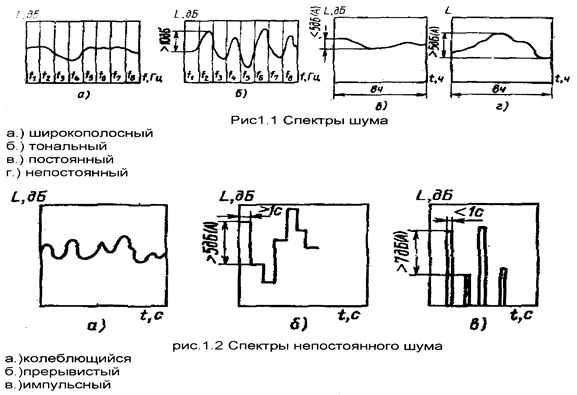 L,дБ L,дБ L,дБ L
>10дБ <5дБ(А) >5дБ(А)
f₁ f₂ f₃ f₄ f₅ f₆ f₇ f₈ f,Гц f₁ f₂ f₃ f₄ f₅ f₆ f₇ f₈ f,Гц t,ч t,ч
8ч 8ч
а) б) в) г)
Рис1.1 Спектры шума
а.) широкополосный
б.) тональный
в.) постоянный
г.) непостоянный
L,дБ L,дБ L,дБ
>1с <1с
>5дБ(А) >7дБ(А)
t,с t,с t,с
а) б) в)
рис.1.2 Спектры непостоянного шума
а.)колеблющийся
б.)прерывистый
в.)импульсный